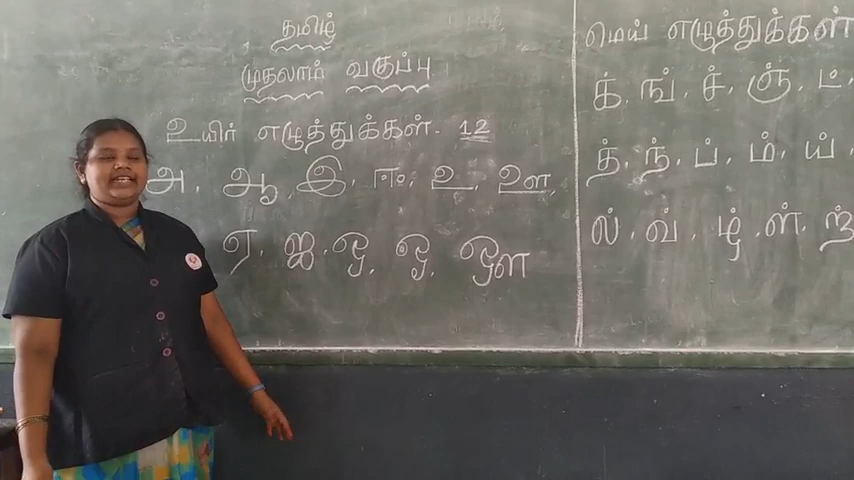 தமிழ்
முதலாம் வகுப்பு
உயிர் எழுத்துக்கள் - 12
அ, ஆ, இ, ஈ, உ, ஊ,
ஏ, ஐ, ஒ, ஓ, ஔ
மெய் எழுத்துக்கள்
க், ங், ச், ஞ், ட்,
த், ந், ப், ம், ய்,
ல், வ், ழ், ள், ற்